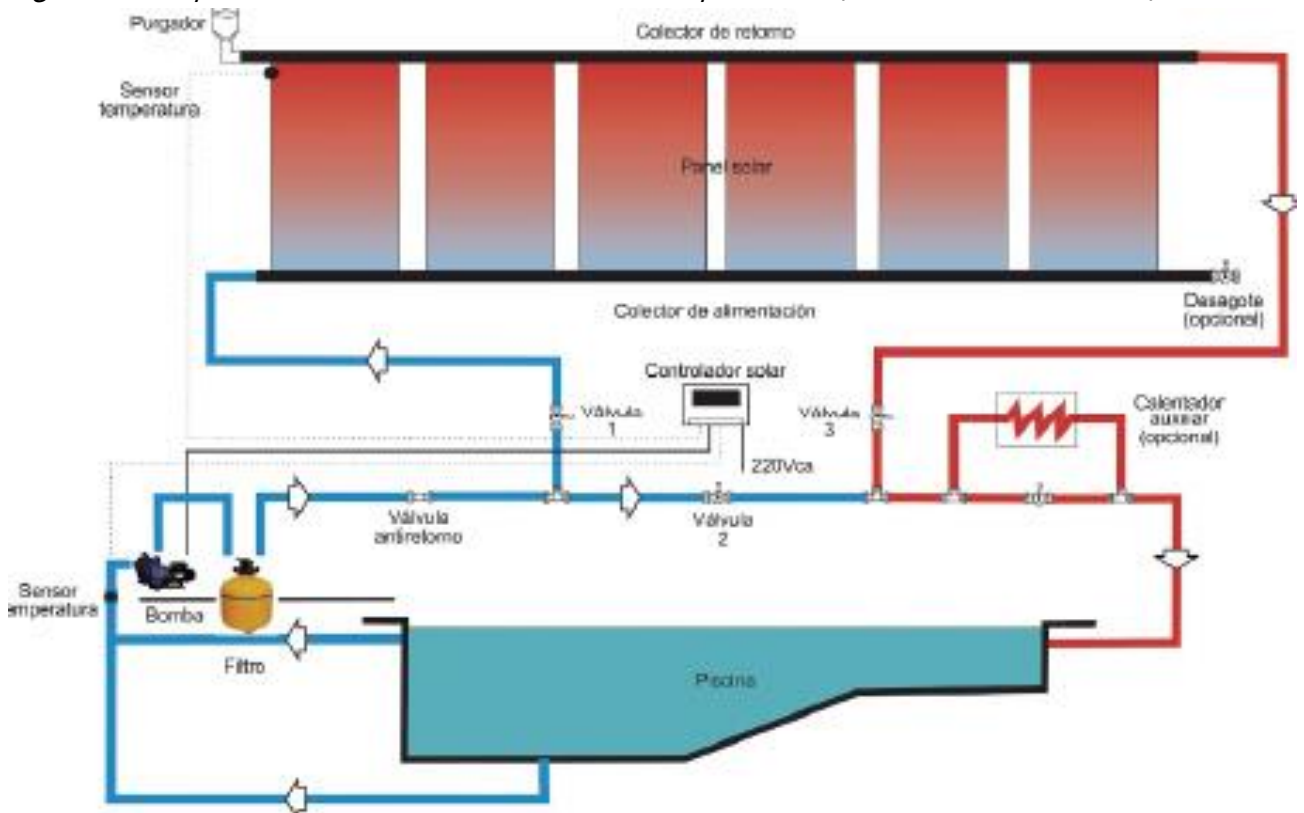 Purgador
Colector de retorno
Sensor
temperatura
Panel solar
Colector de alimentación
Desagote
(opcional)
Controlador solar
Válvula
1
Válvula
3
Calentador
auxiliar
(opcional)
220Vca
Válvula
antiretorno
Válvula
2
Sensor
emperatura
Bomba
Filtro
Piscina